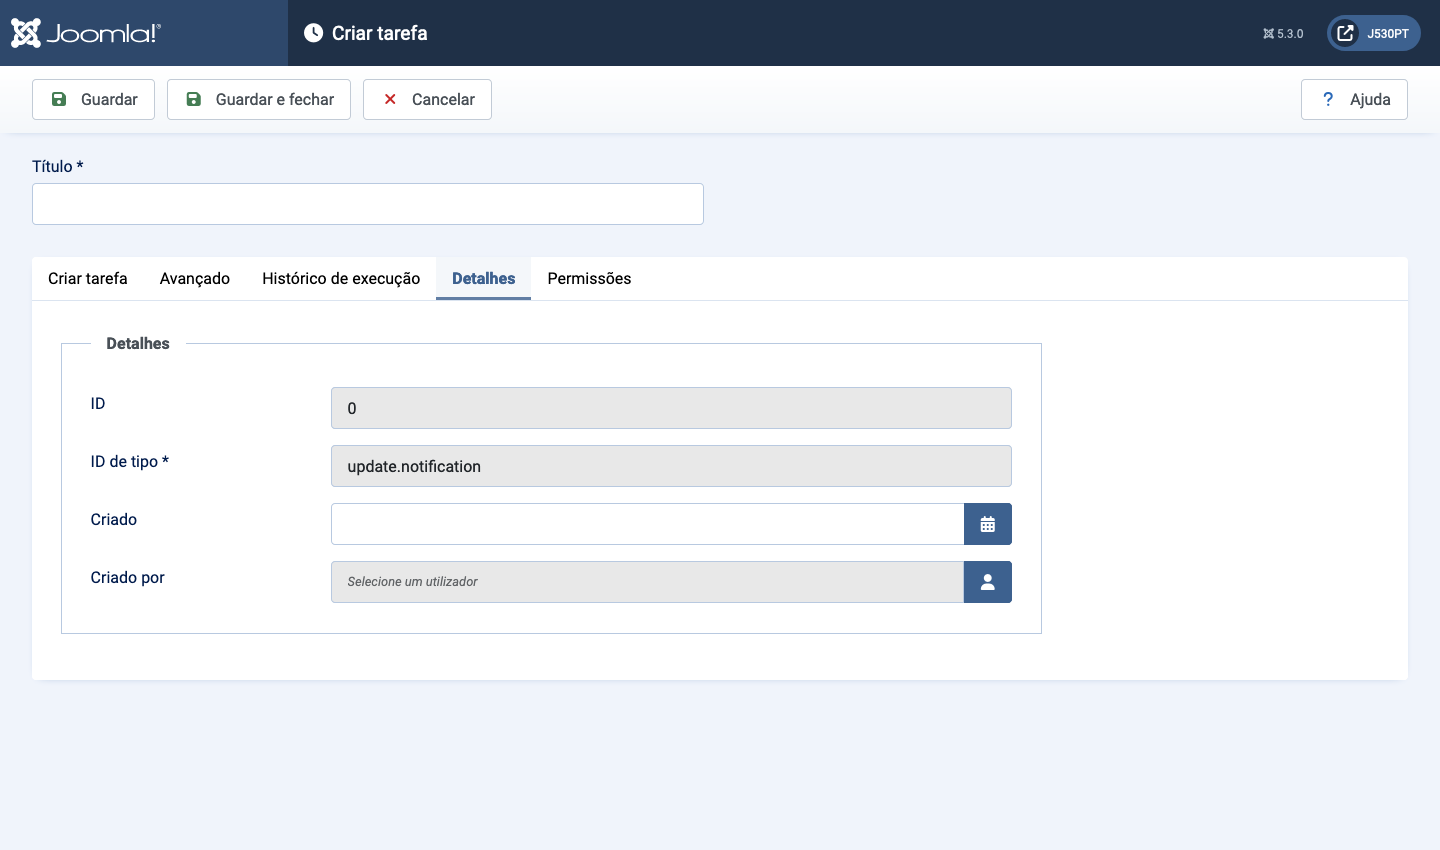 Joomla!® Criar tarefa 5.3.0 J530PT
Guardar Guardar e fechar Cancelar ? Ajuda
Título *
Criar tarefa Avançado Histórico de execução Detalhes Permissões
Detalhes
ID 0
ID de tipo * update.notification
Criado
Criado por Selecione um utilizador